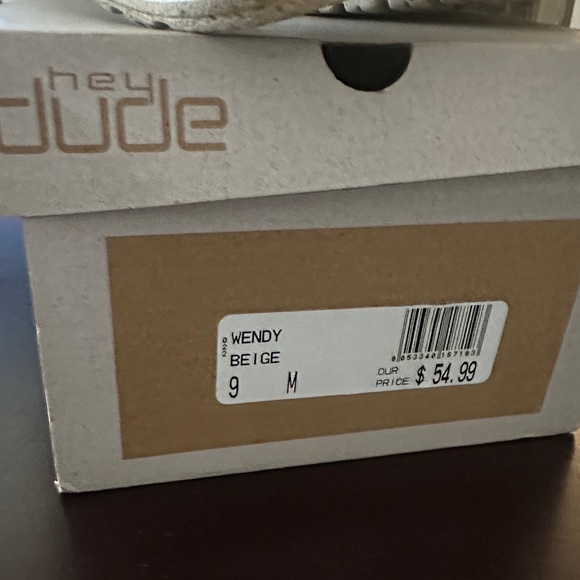 hey
dude
WENDY
BEIGE
9 M
OUR
PRICE $ 54.99